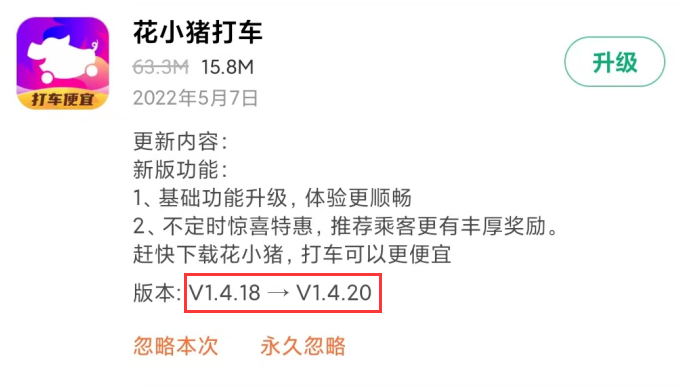 花小猪打车
63.3M 15.8M
升级
打车便宜
2022年5月7日
更新内容：
新版功能：
1、基础功能升级，体验更顺畅
2、不定时惊喜特惠，推荐乘客更有丰厚奖励。
赶快下载花小猪，打车可以更便宜
版本: V1.4.18 → V1.4.20
忽略本次 永久忽略